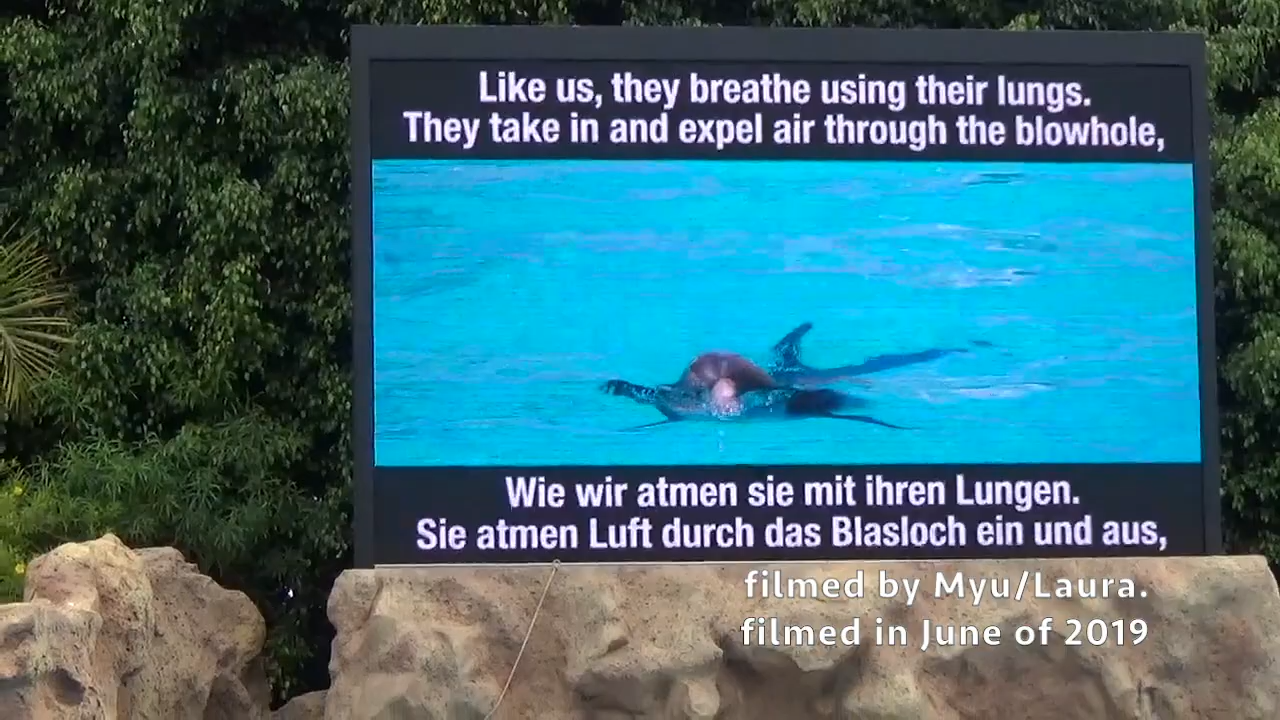 Like us, they breathe using their lungs.
They take in and expel air through the blowhole,
Wie wir atmen sie mit ihren Lungen.
Sie atmen Luft durch das Blasloch ein und aus,
filmed by Myu/Laura.
filmed in June of 2019